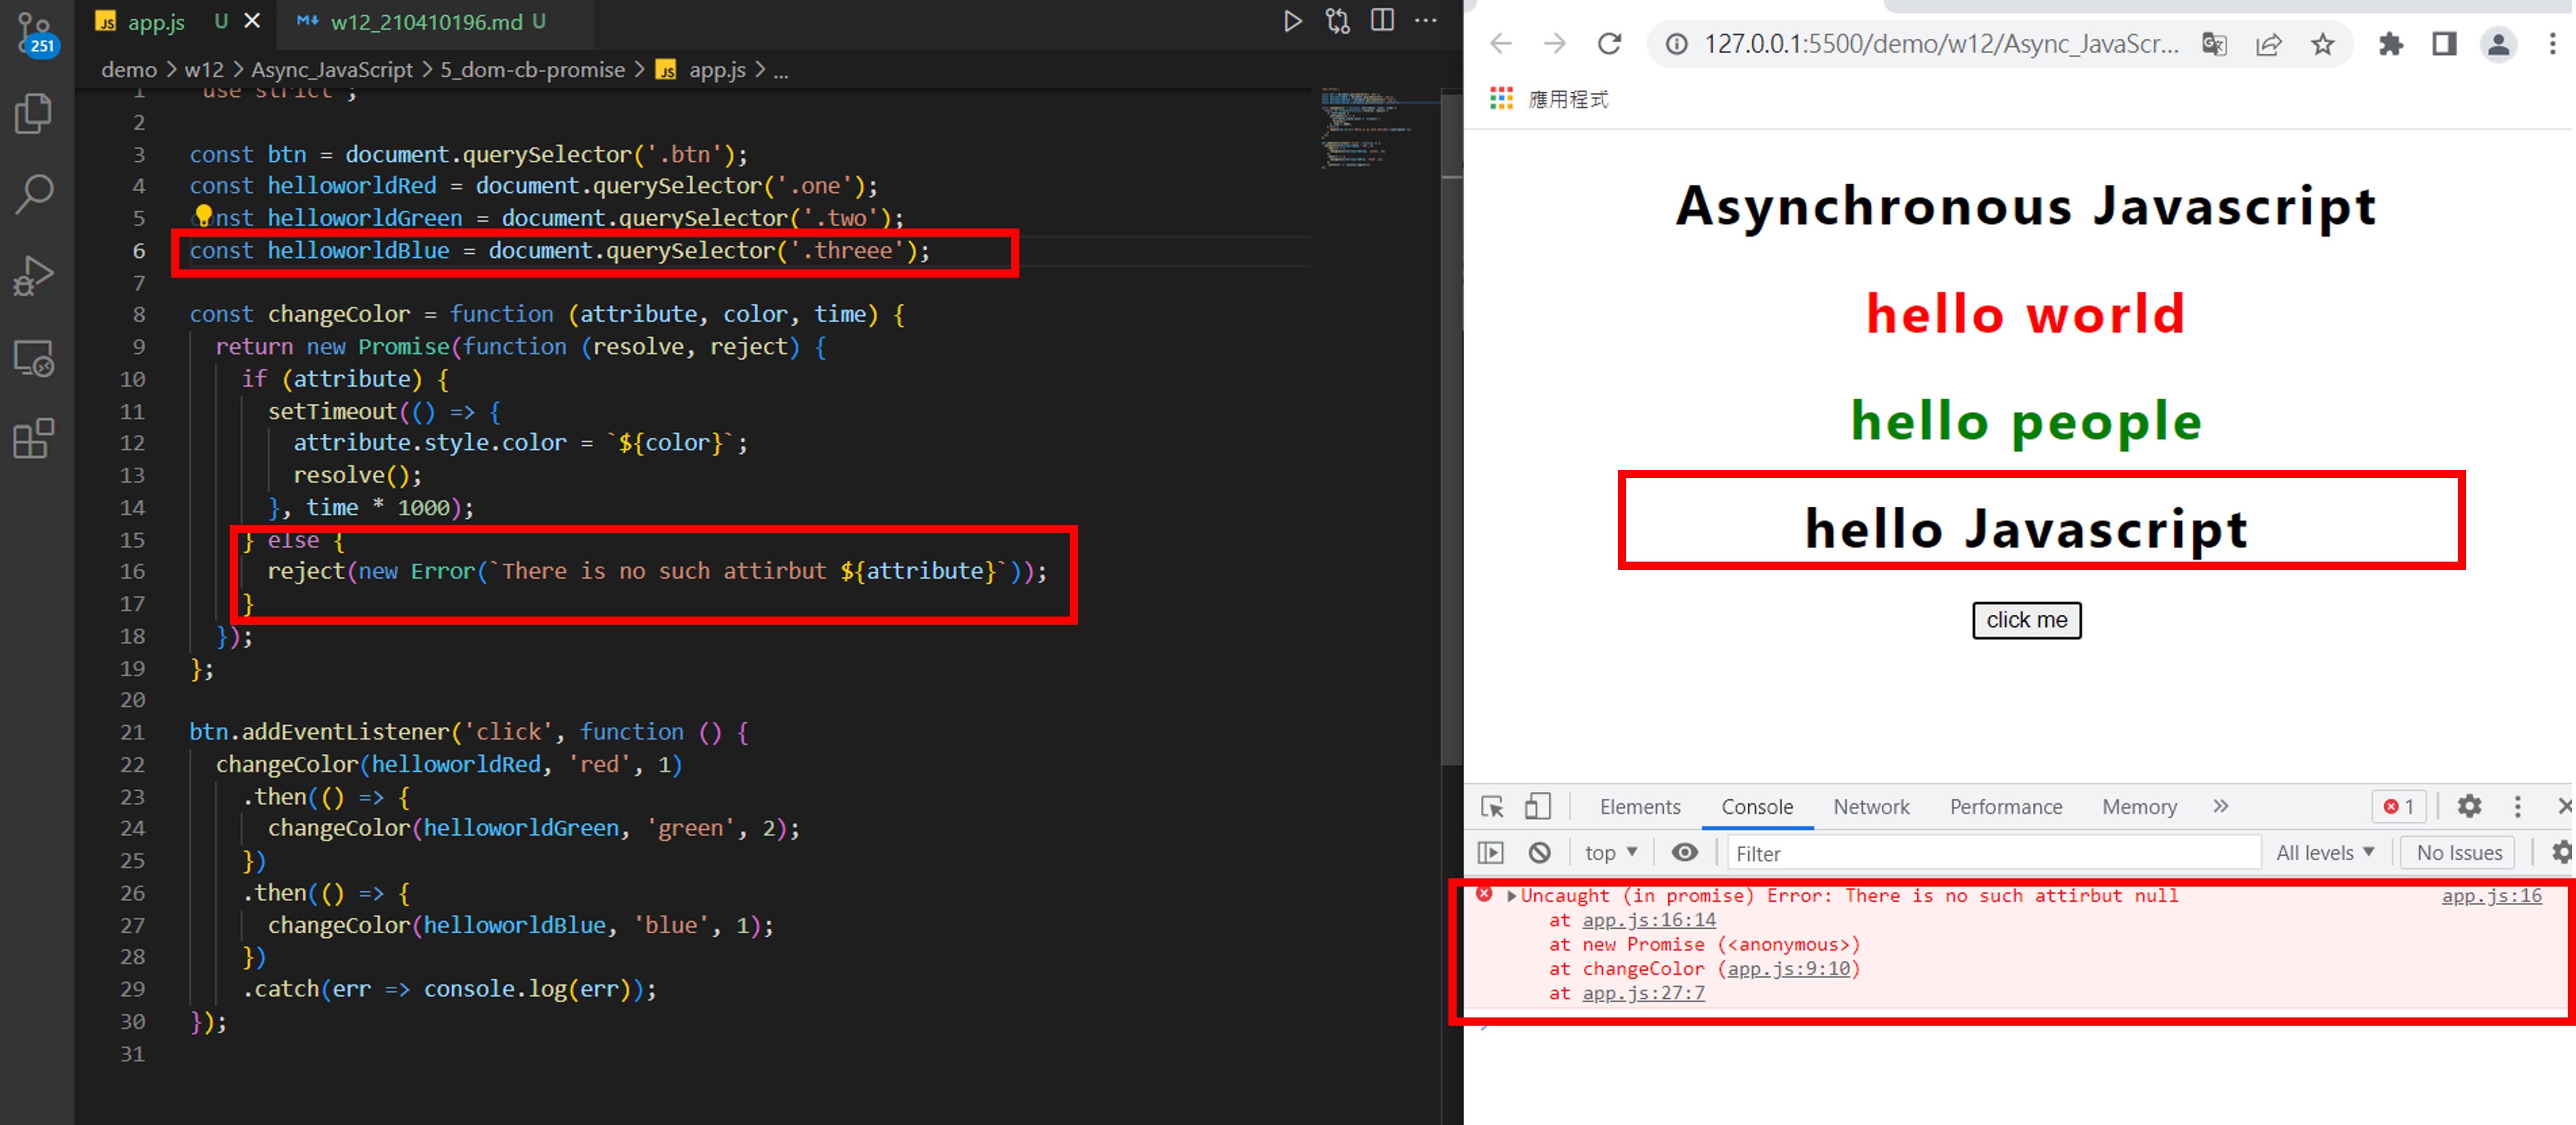 251
JS app.js U
w12_210410196.md U
demo > w12 > Async_JavaScript > 5_dom-cb-promise > JS app.js > ...
1 'use strict';
2
3 const btn = document.querySelector('.btn');
4 const helloworldRed = document.querySelector('.one');
5 nst helloworldGreen = document.querySelector('.two');
6 const helloworldBlue = document.querySelector('.threee');
7
8 const changeColor = function (attribute, color, time) {
9 return new Promise(function (resolve, reject) {
10 if (attribute) {
11 setTimeout(() => {
12 attribute.style.color = `${color}`;
13 resolve();
14 }, time * 1000);
15 } else {
16 reject(new Error(`There is no such attirbut ${attribute}`));
17 }
18 });
19 };
20
21 btn.addEventListener('click', function () {
22 changeColor(helloworldRed, 'red', 1)
23 .then(() => {
24 changeColor(helloworldGreen, 'green', 2);
25 })
26 .then(() => {
27 changeColor(helloworldBlue, 'blue', 1);
28 })
29 .catch(err => console.log(err));
30 });
31
127.0.0.1:5500/demo/w12/Async_JavaScr...
應用程式
Asynchronous Javascript
hello world
hello people
hello Javascript
click me
Elements Console Network Performance Memory » 1
top Filter All levels No Issues
Uncaught (in promise) Error: There is no such attirbut null app.js:16
at app.js:16:14
at new Promise (<anonymous>)
at changeColor (app.js:9:10)
at app.js:27:7